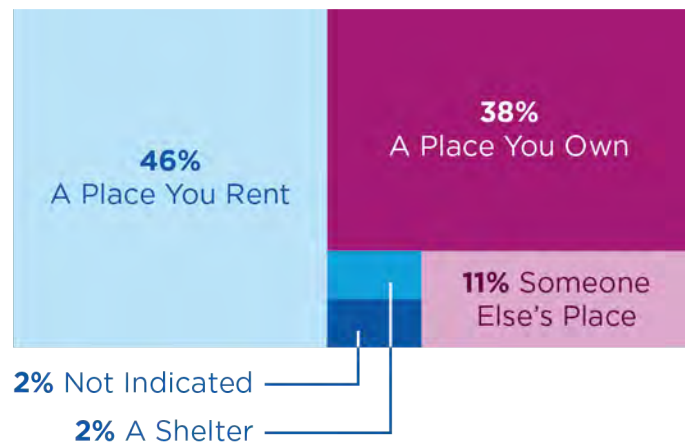 46%
A Place You Rent
38%
A Place You Own
11% Someone
Else's Place
2% Not Indicated
2% A Shelter